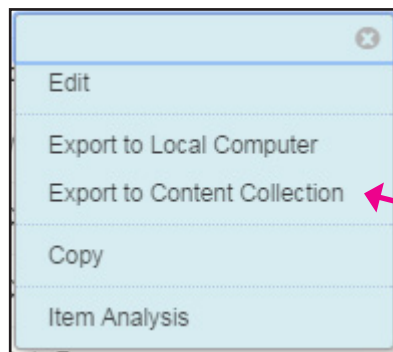 Edit
Export to Local Computer
Export to Content Collection
Copy
Item Analysis